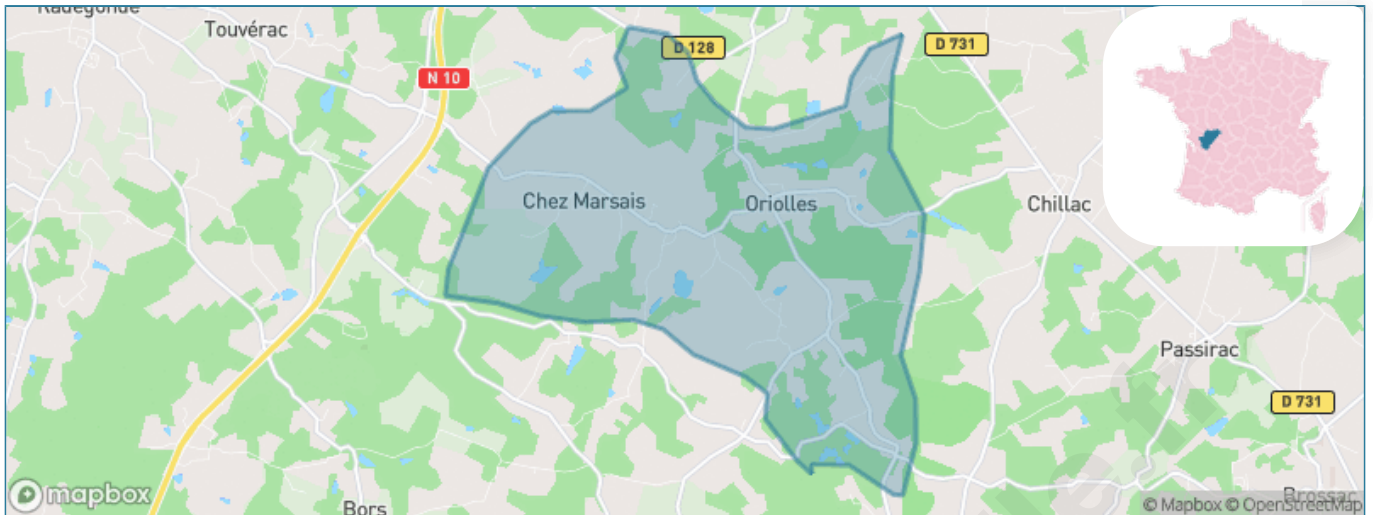 Radegonde
Touvérac
D 128
D 731
N 10
Chez Marsais
Oriolles
Chillac
Passirac
D 731
mapbox
Bors
Brossac
© Mapbox © OpenStreetMap